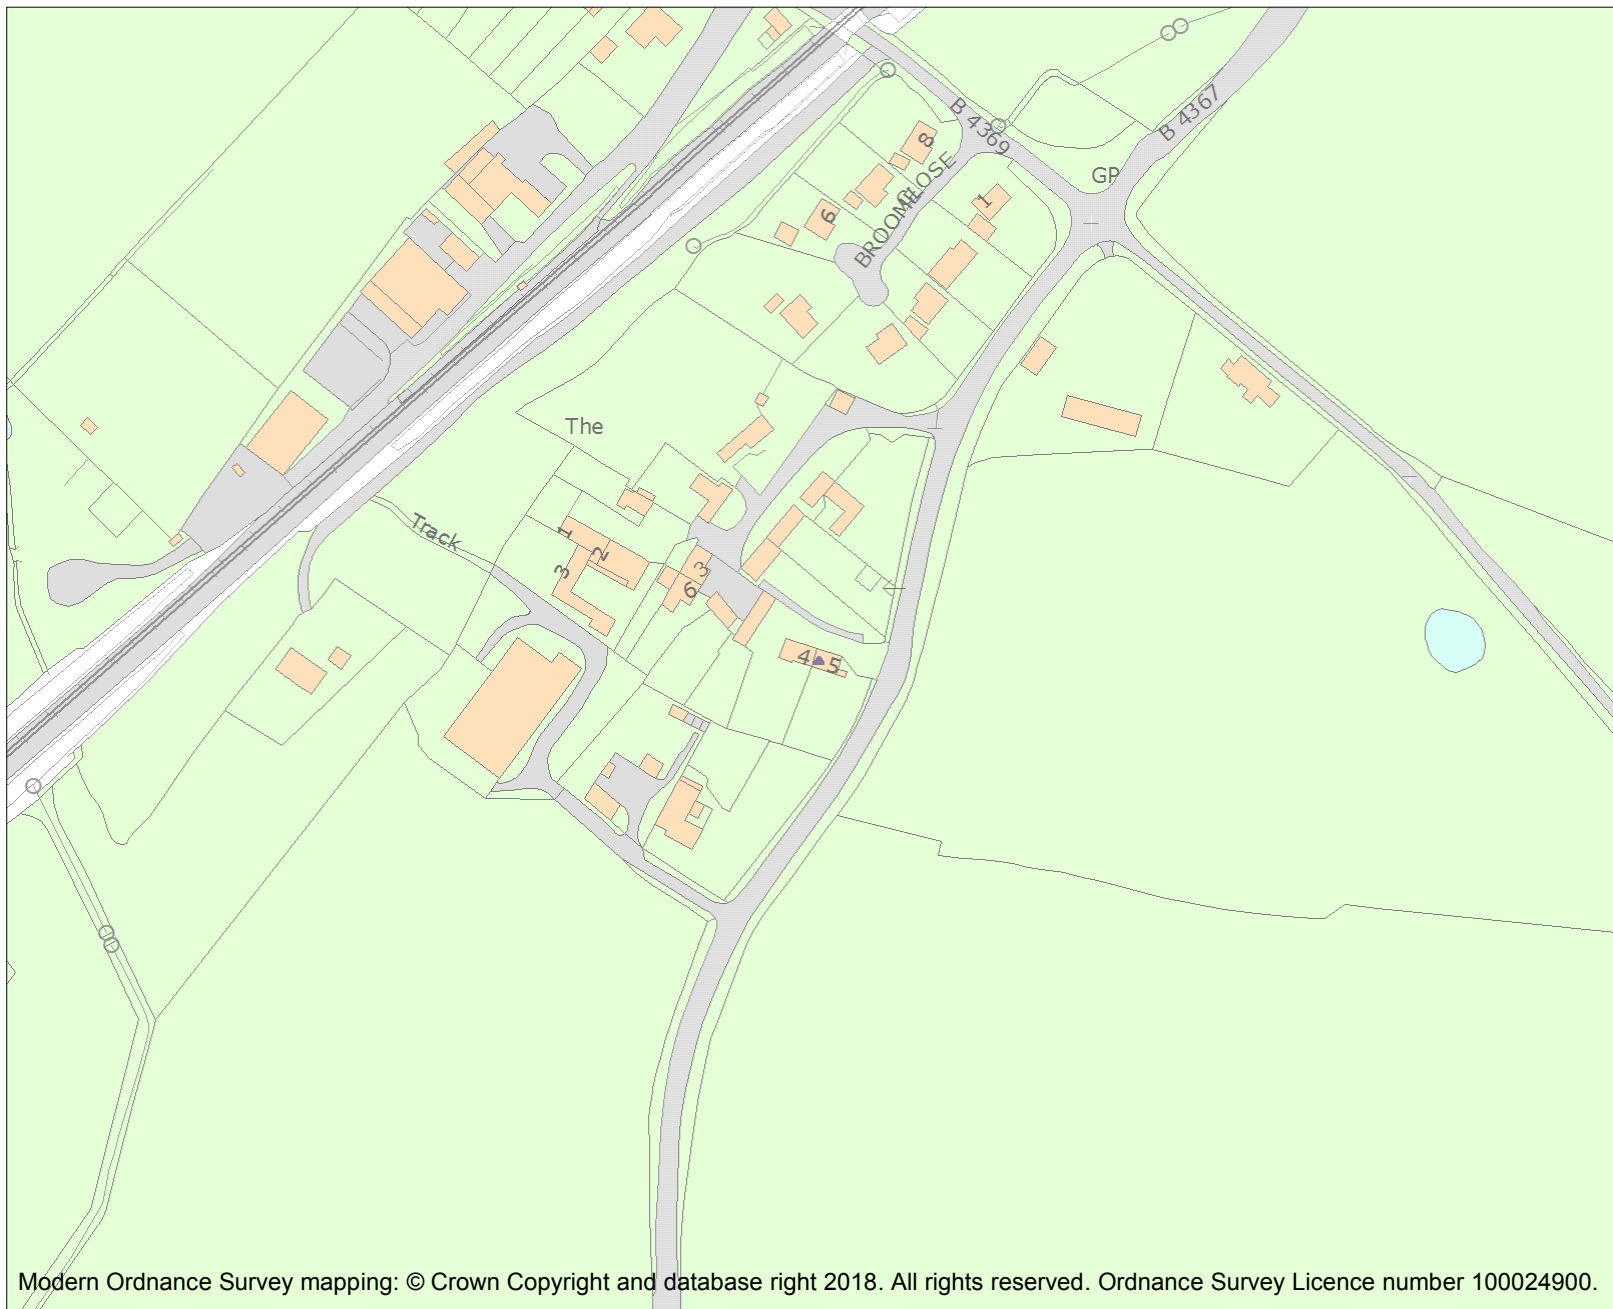 B 4369
B 4367
GP
8
BROOME CLOSE
1
6
The
Track
1
2
3
3
6
4
5
Modern Ordnance Survey mapping: © Crown Copyright and database right 2018. All rights reserved. Ordnance Survey Licence number 100024900.